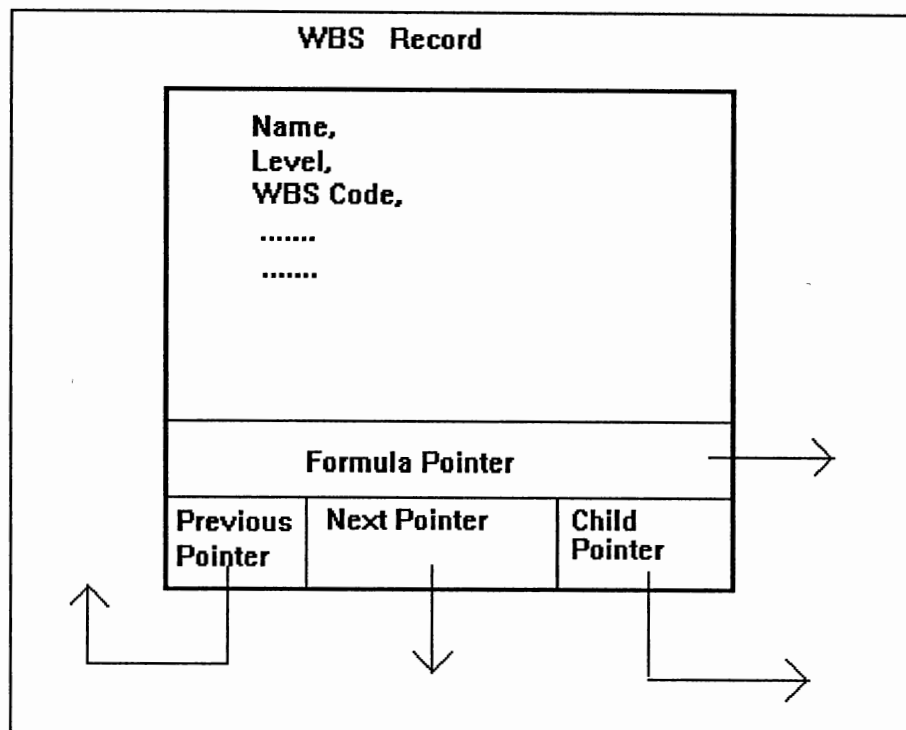 WBS Record
Name,
Level,
WBS Code,
.......
.......
Formula Pointer
Previous
Pointer
Next Pointer
Child
Pointer